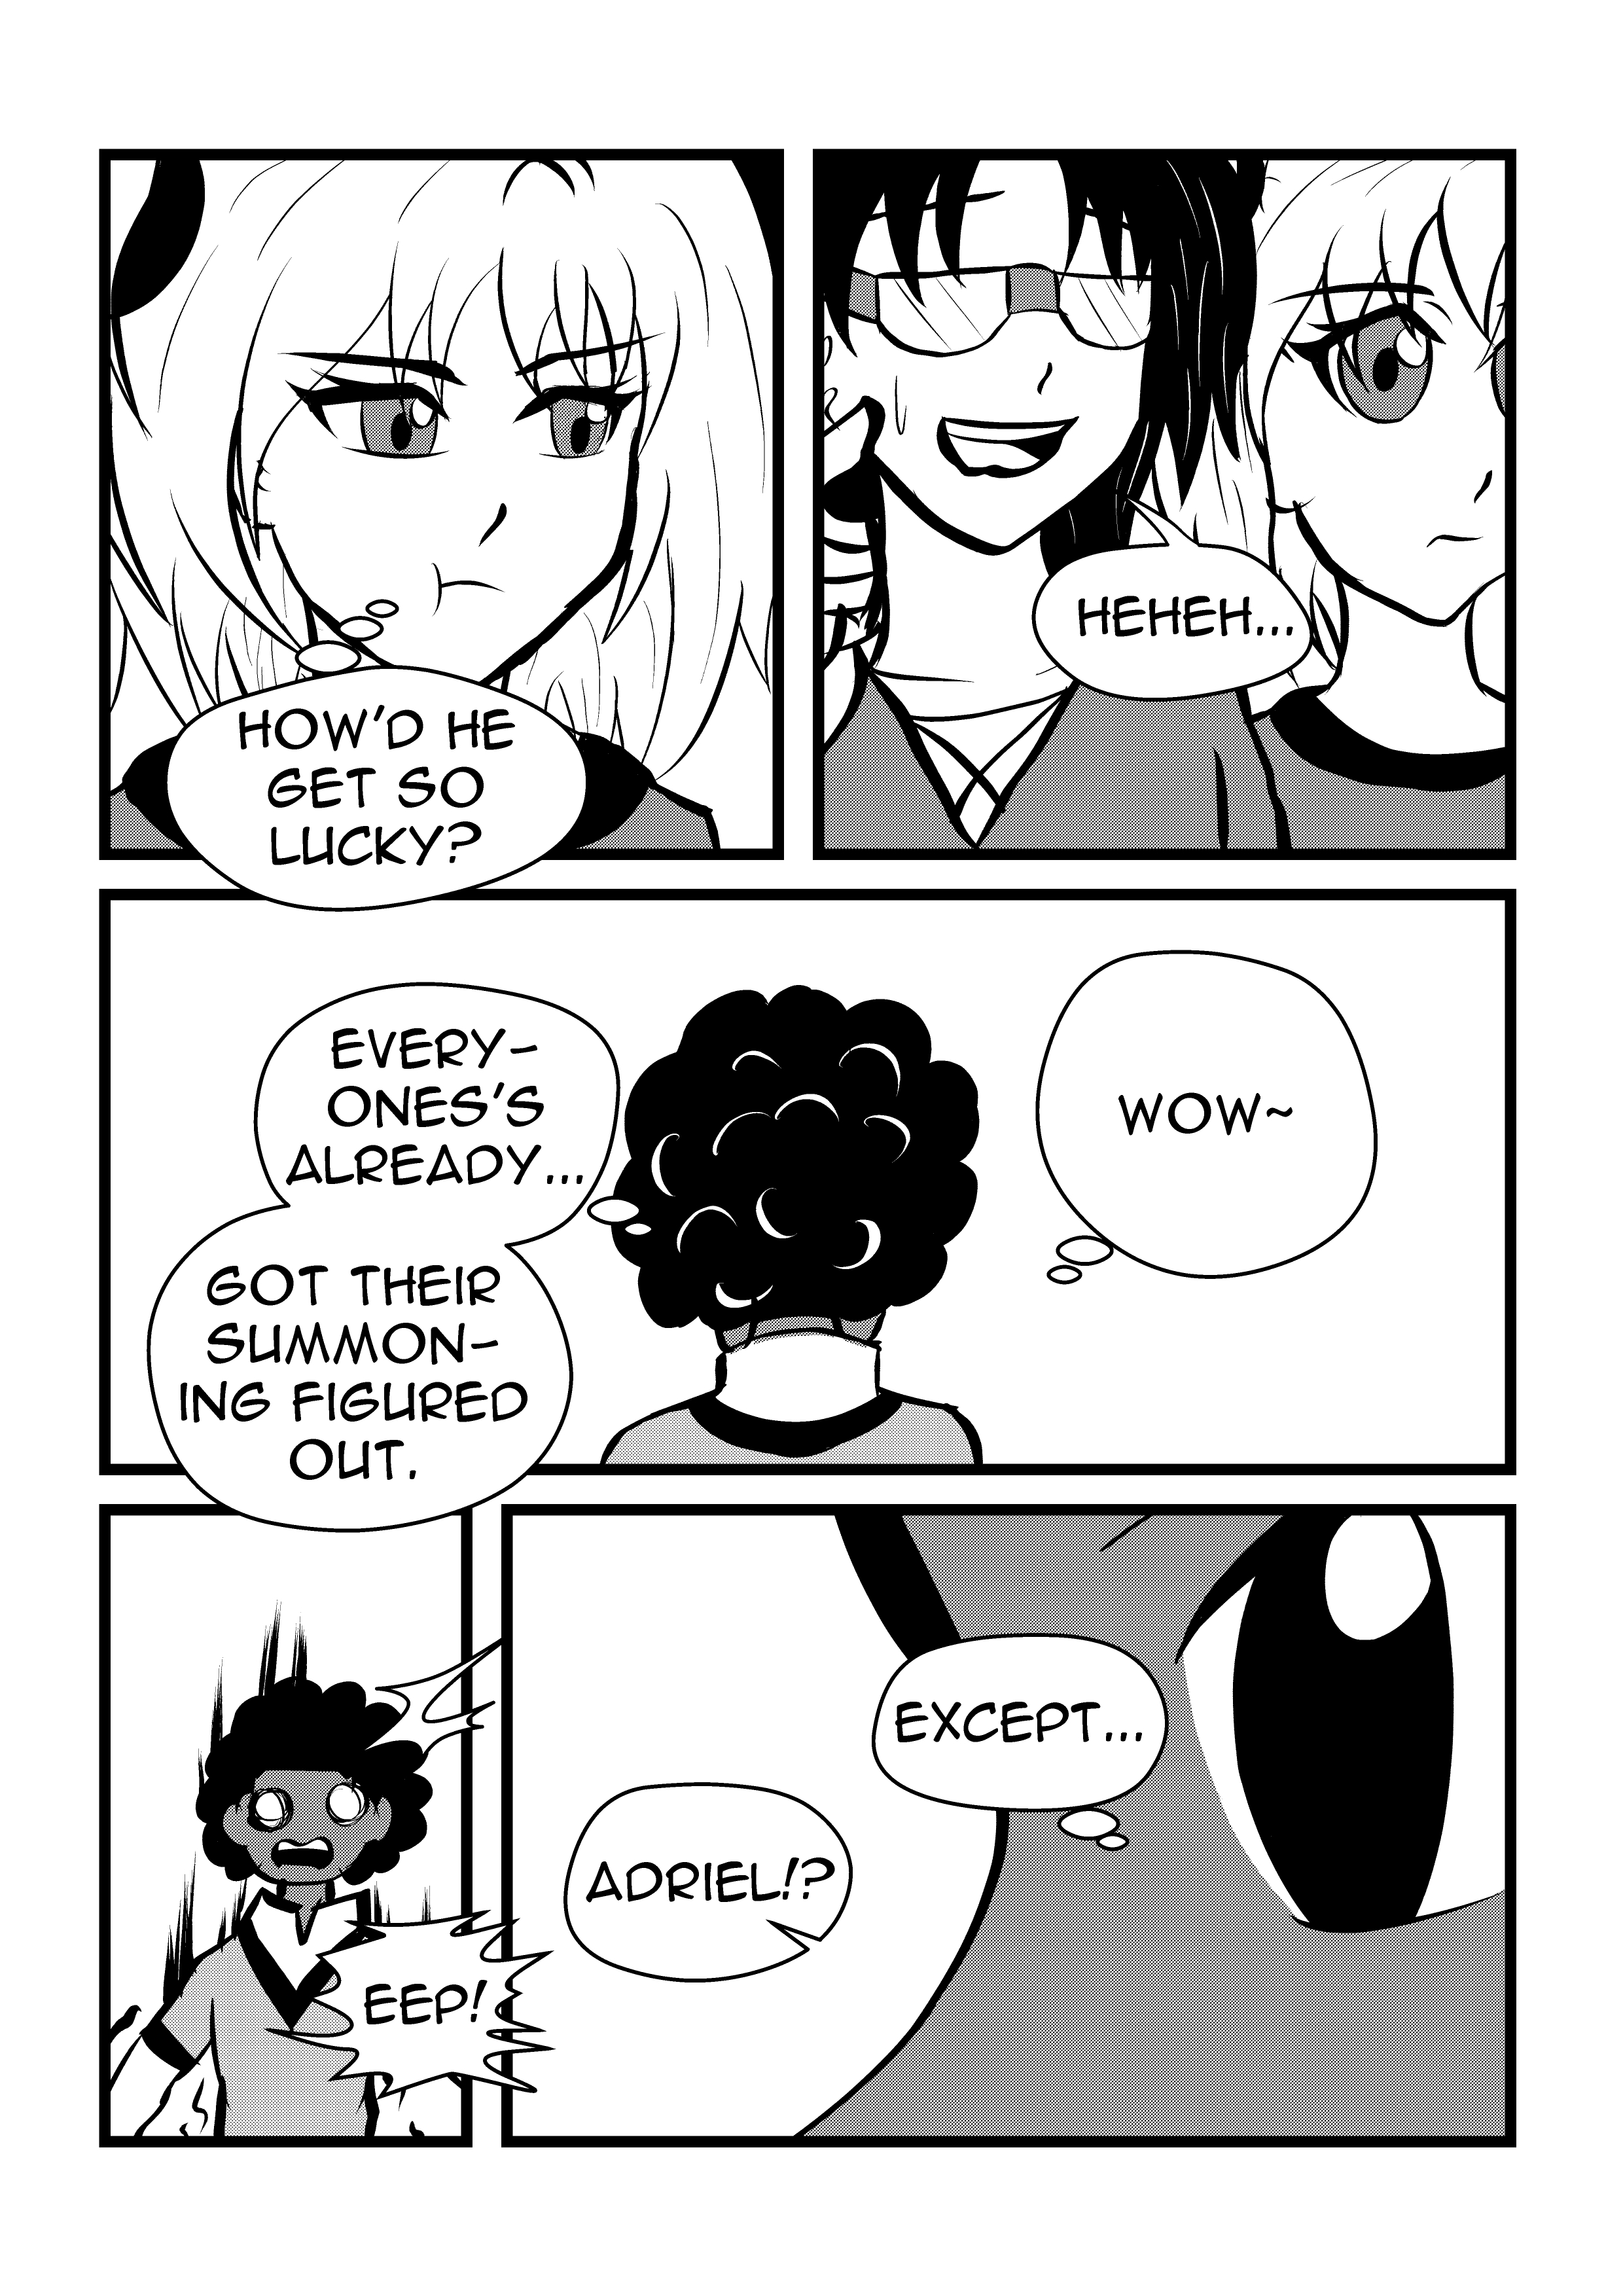 HEHEH...
HOW'D HE
GET SO
LUCKY?
WOW~
EVERY-
ONES'S
ALREADY...
GOT THEIR
SUMMON-
ING FIGURED
OUT.
EXCEPT...
ADRIEL!?
EEP!